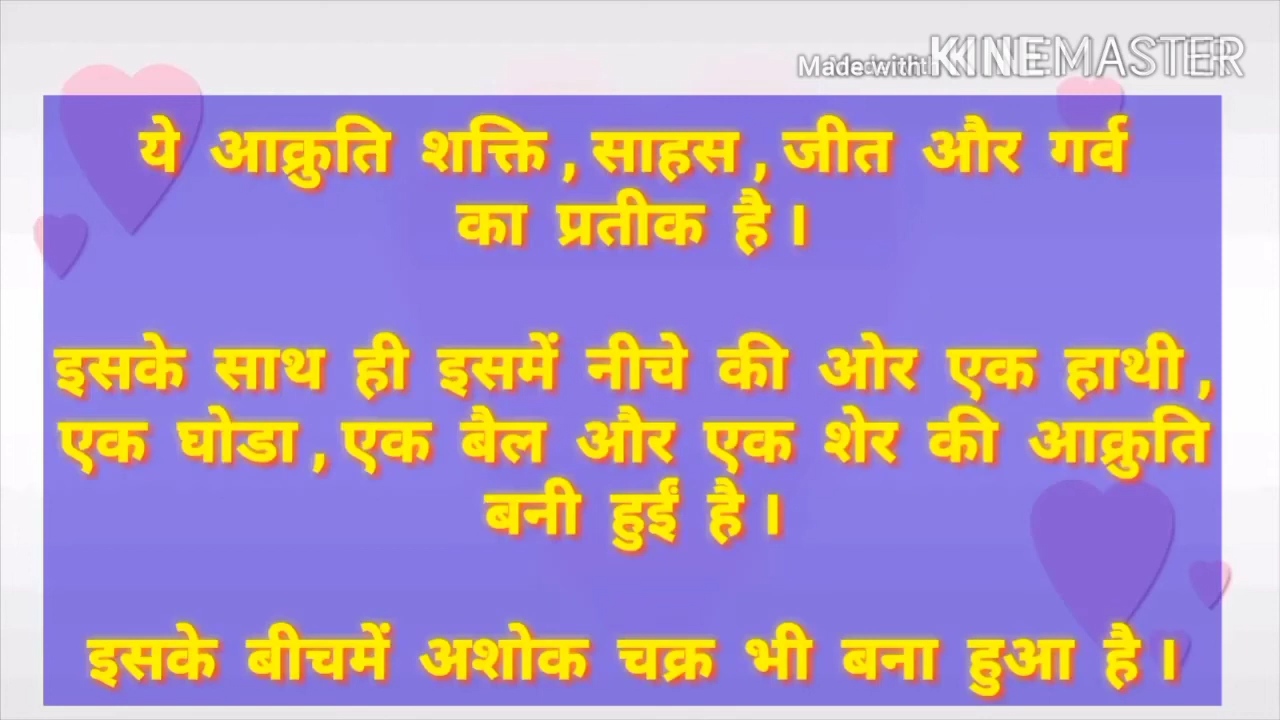 Made with KINEMASTER
ये आक्रुति शक्ति , साहस , जीत और गर्व
का प्रतीक है ।
इसके साथ ही इसमें नीचे की ओर एक हाथी ,
एक घोडा , एक बैल और एक शेर की आक्रुति
बनी हुईं है ।
इसके बीचमें अशोक चक्र भी बना हुआ है ।